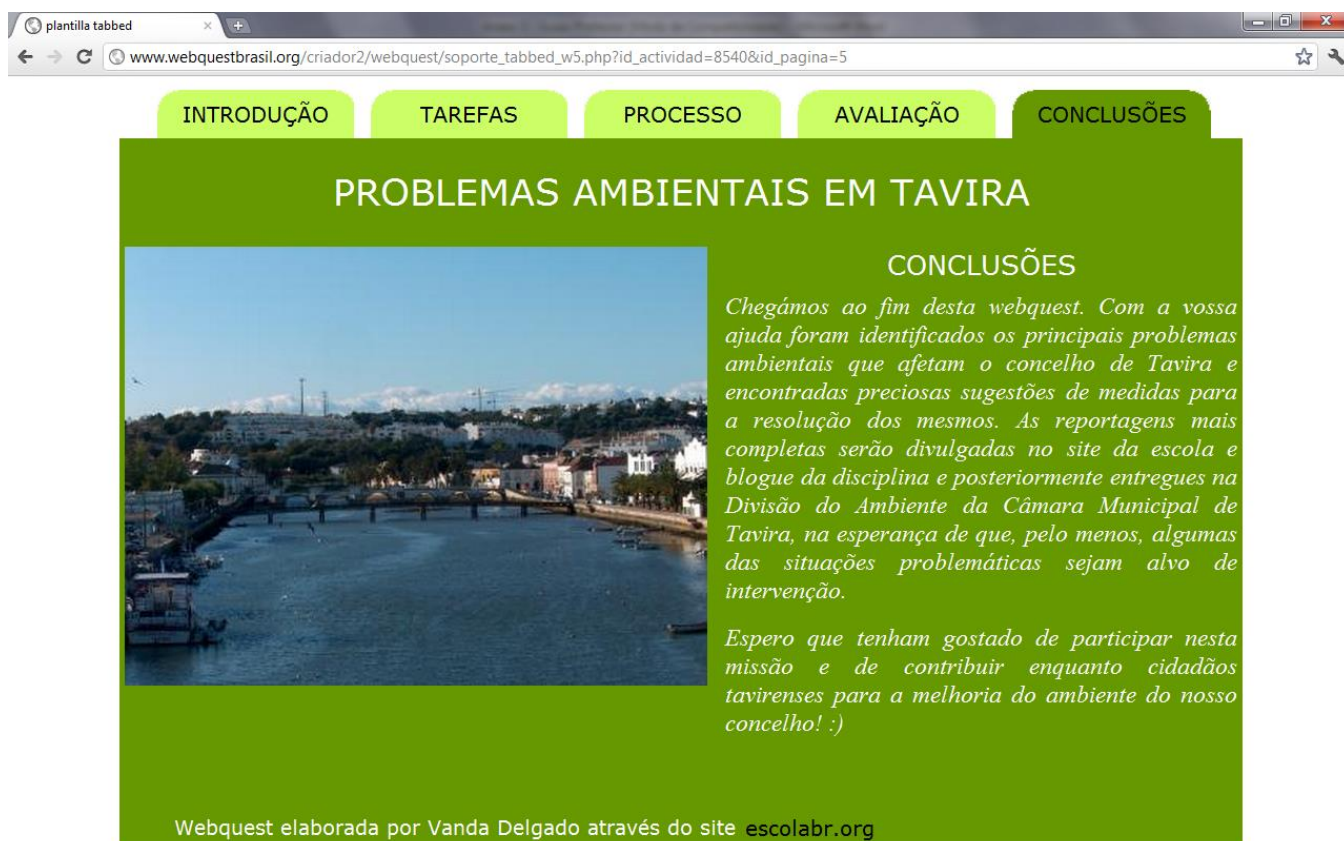 plantilla tabbed
www.webquestbrasil.org/criador2/webquest/soporte_tabbed_w5.php?id_actividad=8540&id_pagina=5
INTRODUÇÃO TAREFAS PROCESSO AVALIAÇÃO CONCLUSÕES
PROBLEMAS AMBIENTAIS EM TAVIRA
CONCLUSÕES
Chegámos ao fim desta webquest. Com a vossa
ajuda foram identificados os principais problemas
ambientais que afetam o concelho de Tavira e
encontradas preciosas sugestões de medidas para
a resolução dos mesmos. As reportagens mais
completas serão divulgadas no site da escola e
blogue da disciplina e posteriormente entregues na
Divisão do Ambiente da Câmara Municipal de
Tavira, na esperança de que, pelo menos, algumas
das situações problemáticas sejam alvo de
intervenção.
Espero que tenham gostado de participar nesta
missão e de contribuir enquanto cidadãos
tavirenses para a melhoria do ambiente do nosso
concelho! :)
Webquest elaborada por Vanda Delgado através do site escolabr.org